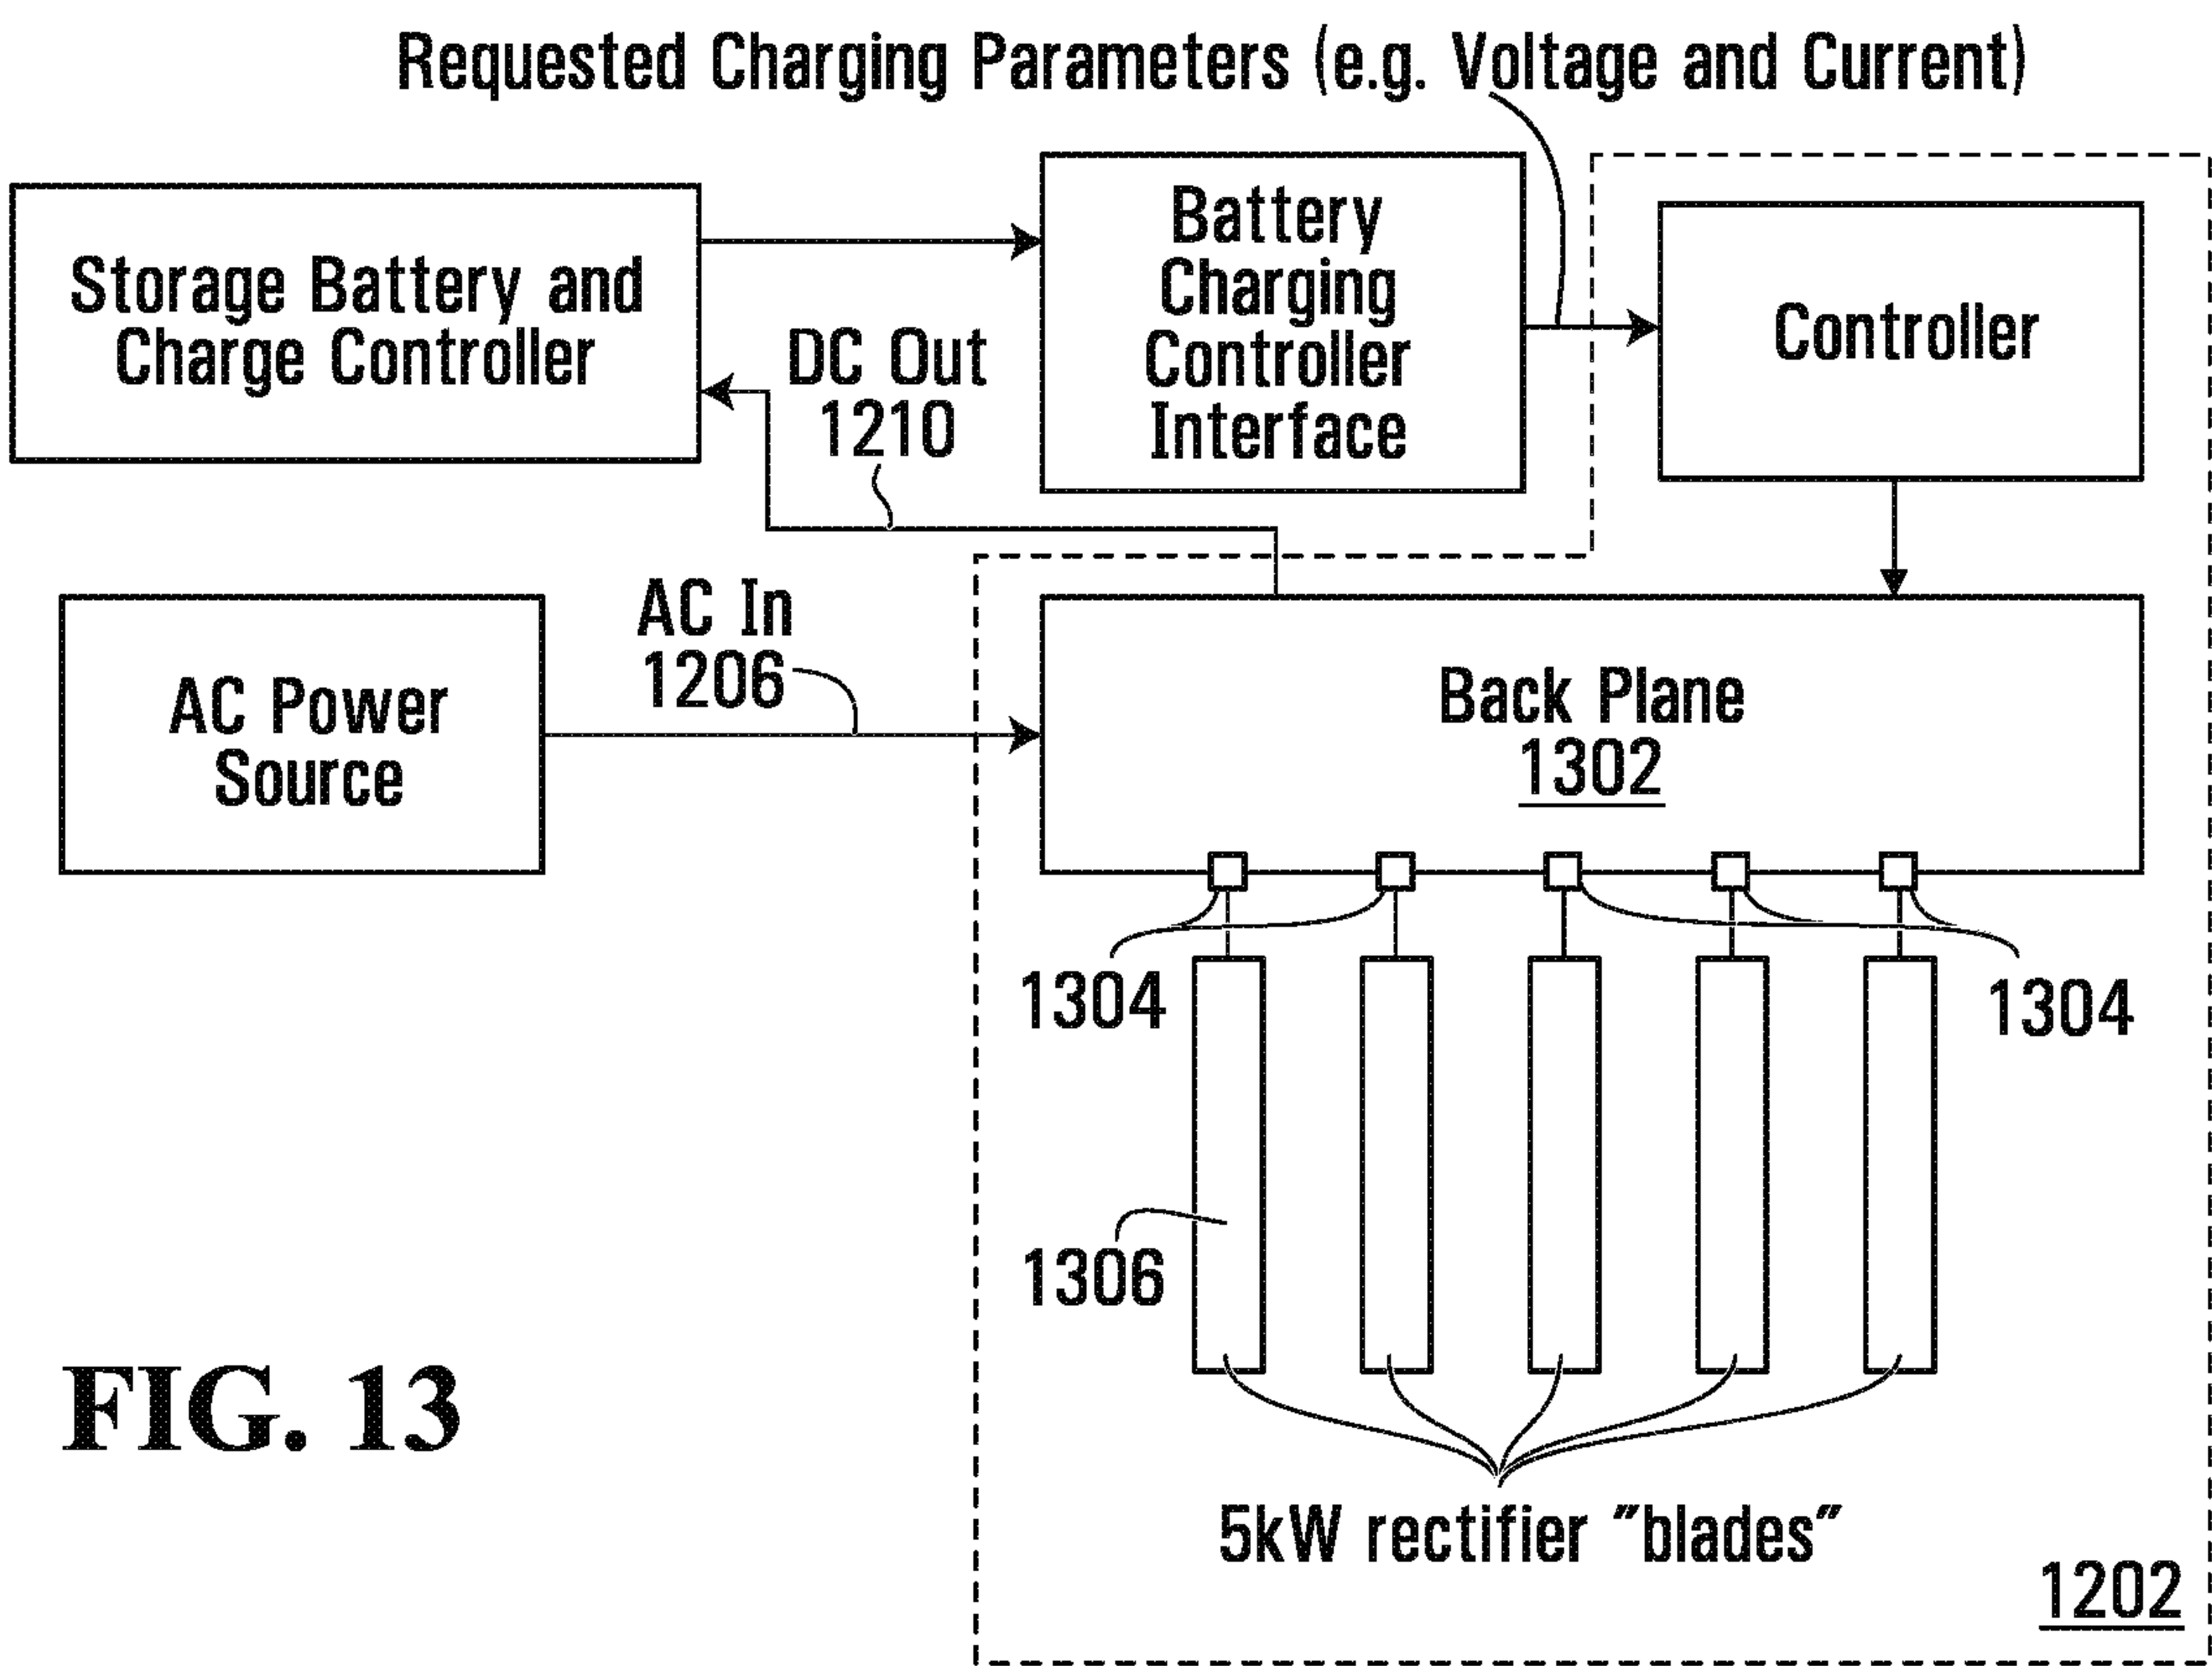 Requested Charging Parameters (e.g. Voltage and Current)
Storage Battery and
Charge Controller
Battery
Charging
Controller
Interface
Controller
DC Out
1210
AC Power
Source
AC In
1206
Back Plane
1302
1304
1304
1306
5kW rectifier "blades"
1202
FIG. 13